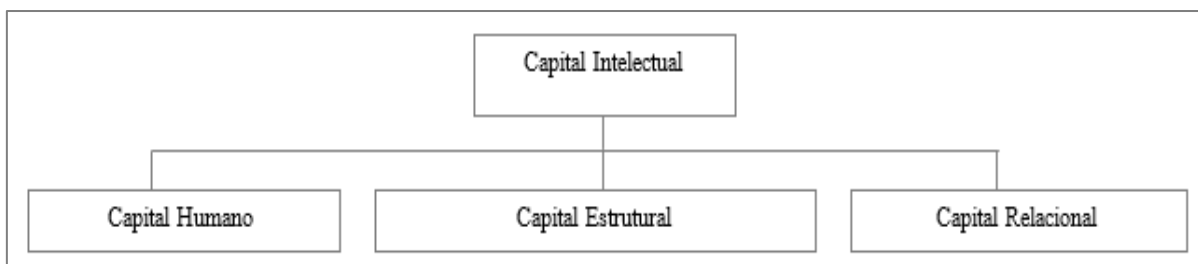 Capital Intelectual
Capital Humano
Capital Estrutural
Capital Relacional